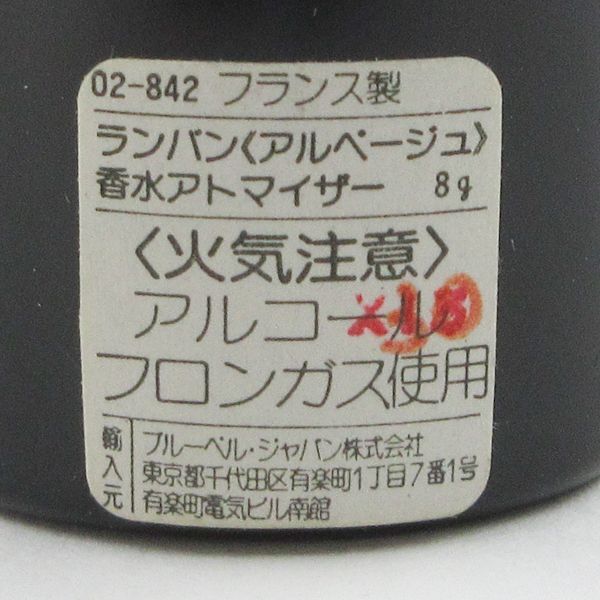 02-842 フランス製
ランバン〈アルページュ〉
香水アトマイザー 8g
〈火気注意〉
アルコール
フロンガス使用
輸入元
ブルーベル・ジャパン株式会社
東京都千代田区有楽町1丁目7番1号
有楽町電気ビル南館